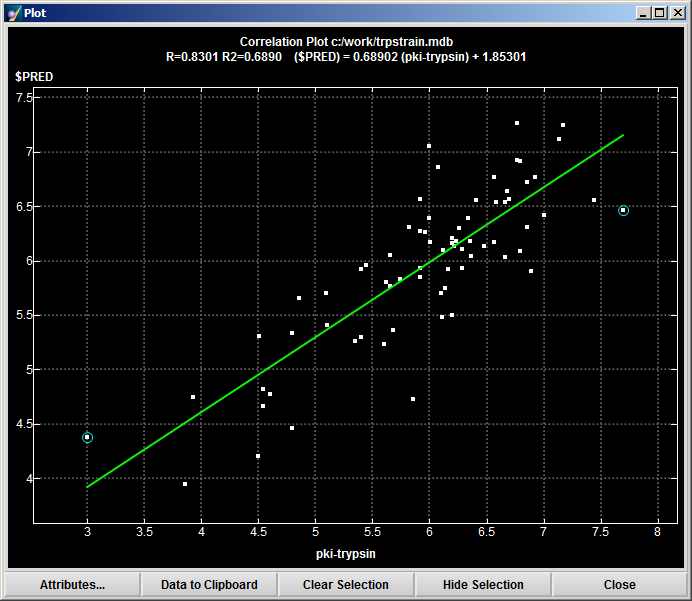 Plot
Correlation Plot c:/work/trpstrain.mdb
R=0.8301 R2=0.6890 ($PRED) = 0.68902 (pki-trypsin) + 1.85301
$PRED
7.5
7
6.5
6
5.5
5
4.5
4
3 3.5 4 4.5 5 5.5 6 6.5 7 7.5 8
pki-trypsin
Attributes... Data to Clipboard Clear Selection Hide Selection Close